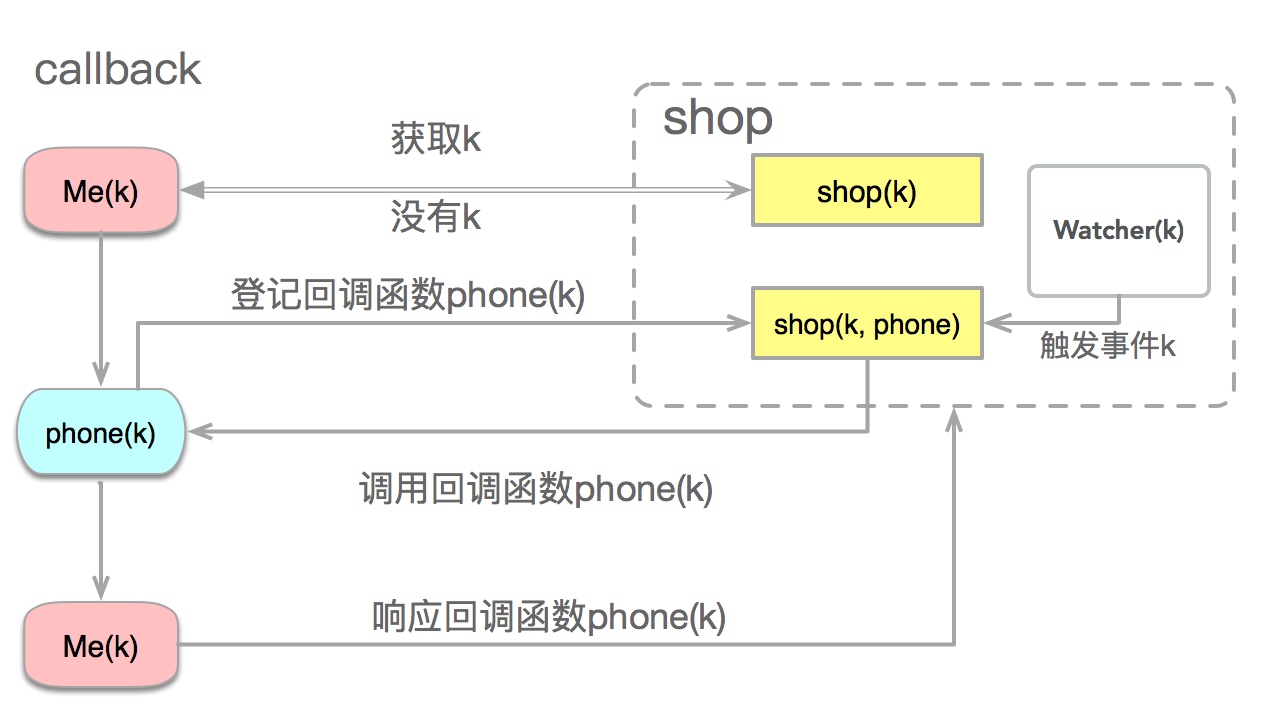 callback
shop
获取k
Me(k)
shop(k)
没有k
Watcher(k)
登记回调函数phone(k)
shop(k, phone)
触发事件k
phone(k)
调用回调函数phone(k)
响应回调函数phone(k)
Me(k)